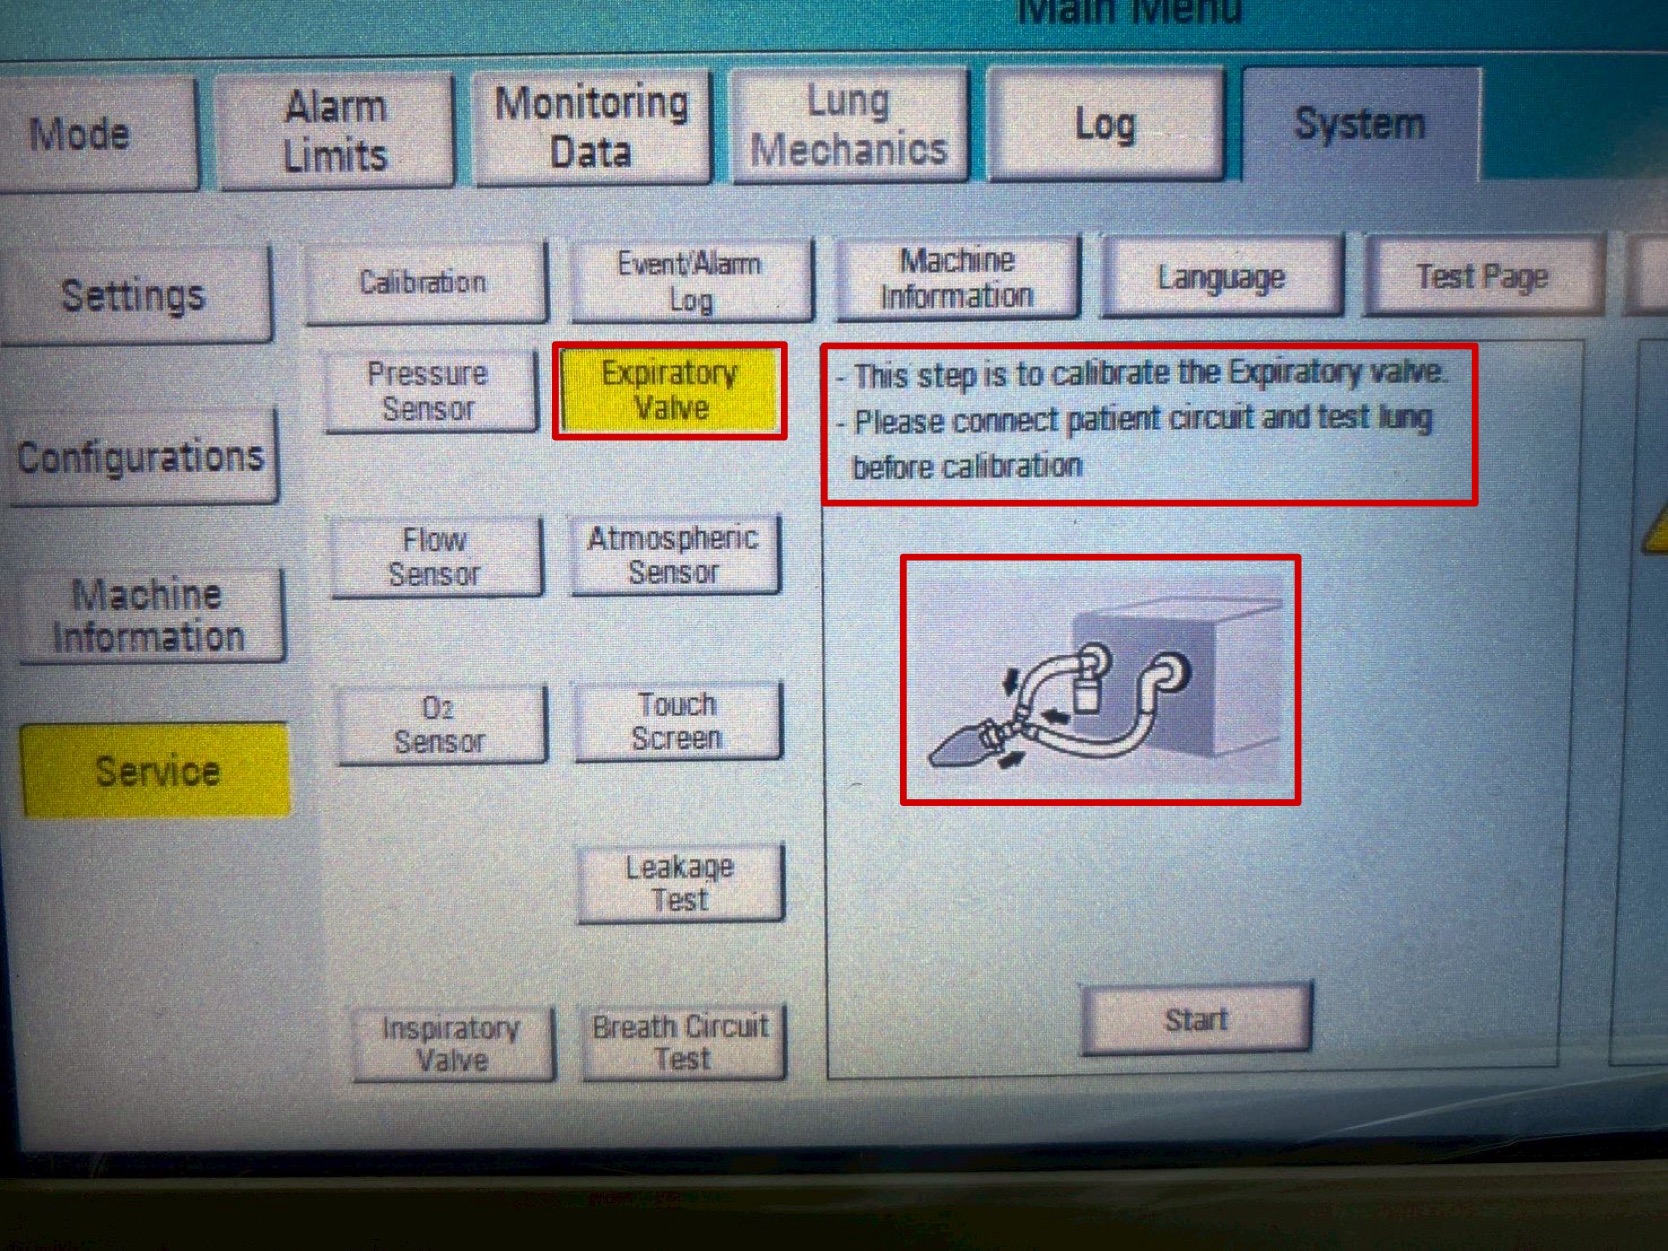 Main Menu
Mode
Alarm
Limits
Monitoring
Data
Lung
Mechanics
Log
System
Settings
Configurations
Machine
Information
Service
Calibration
Event/Alarm
Log
Machine
Information
Language
Test Page
Pressure
Sensor
Expiratory
Valve
Flow
Sensor
Atmospheric
Sensor
O2
Sensor
Touch
Screen
Leakage
Test
Inspiratory
Valve
Breath Circuit
Test
- This step is to calibrate the Expiratory valve.
- Please connect patient circuit and test lung
before calibration
Start